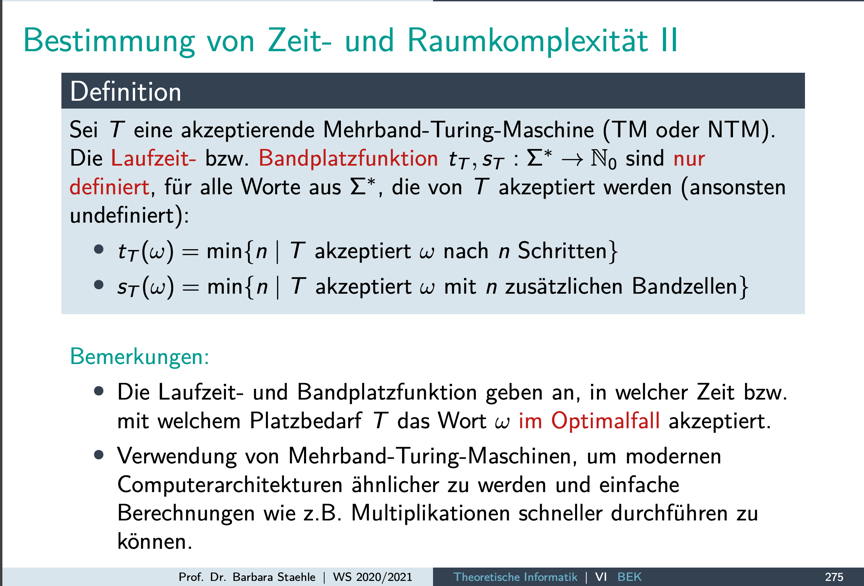 Bestimmung von Zeit- und Raumkomplexität II
Definition
Sei T eine akzeptierende Mehrband-Turing-Maschine (TM oder NTM).
Die Laufzeit- bzw. Bandplatzfunktion t_T, s_T : Σ* → ℕ₀ sind nur
definiert, für alle Worte aus Σ*, die von T akzeptiert werden (ansonsten
undefiniert):
• t_T(ω) = min{n | T akzeptiert ω nach n Schritten}
• s_T(ω) = min{n | T akzeptiert ω mit n zusätzlichen Bandzellen}
Bemerkungen:
• Die Laufzeit- und Bandplatzfunktion geben an, in welcher Zeit bzw.
mit welchem Platzbedarf T das Wort ω im Optimalfall akzeptiert.
• Verwendung von Mehrband-Turing-Maschinen, um modernen
Computerarchitekturen ähnlicher zu werden und einfache
Berechnungen wie z.B. Multiplikationen schneller durchführen zu
können.
Prof. Dr. Barbara Staehle | WS 2020/2021 Theoretische Informatik | VI BEK 275